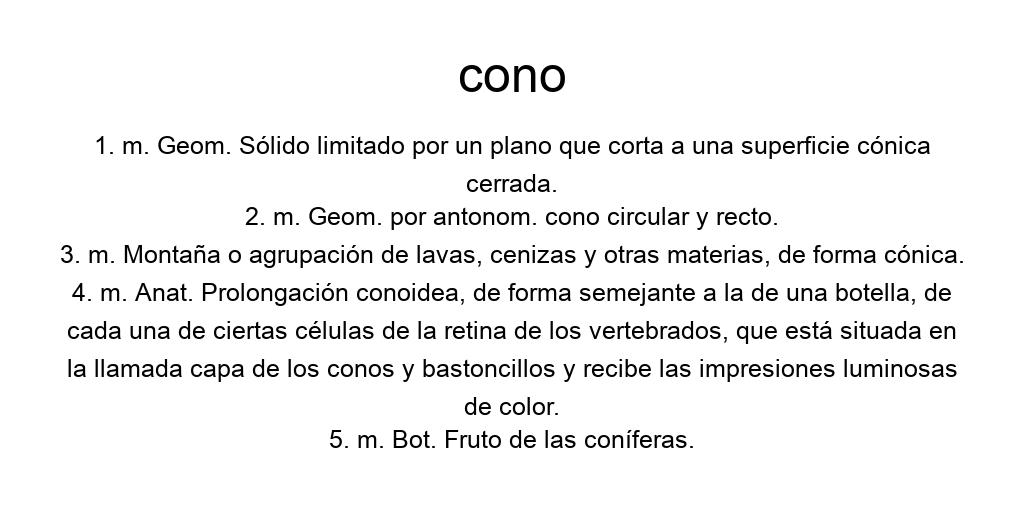 cono
1. m. Geom. Sólido limitado por un plano que corta a una superficie cónica
cerrada.
2. m. Geom. por antonom. cono circular y recto.
3. m. Montaña o agrupación de lavas, cenizas y otras materias, de forma cónica.
4. m. Anat. Prolongación conoidea, de forma semejante a la de una botella, de
cada una de ciertas células de la retina de los vertebrados, que está situada en
la llamada capa de los conos y bastoncillos y recibe las impresiones luminosas
de color.
5. m. Bot. Fruto de las coníferas.